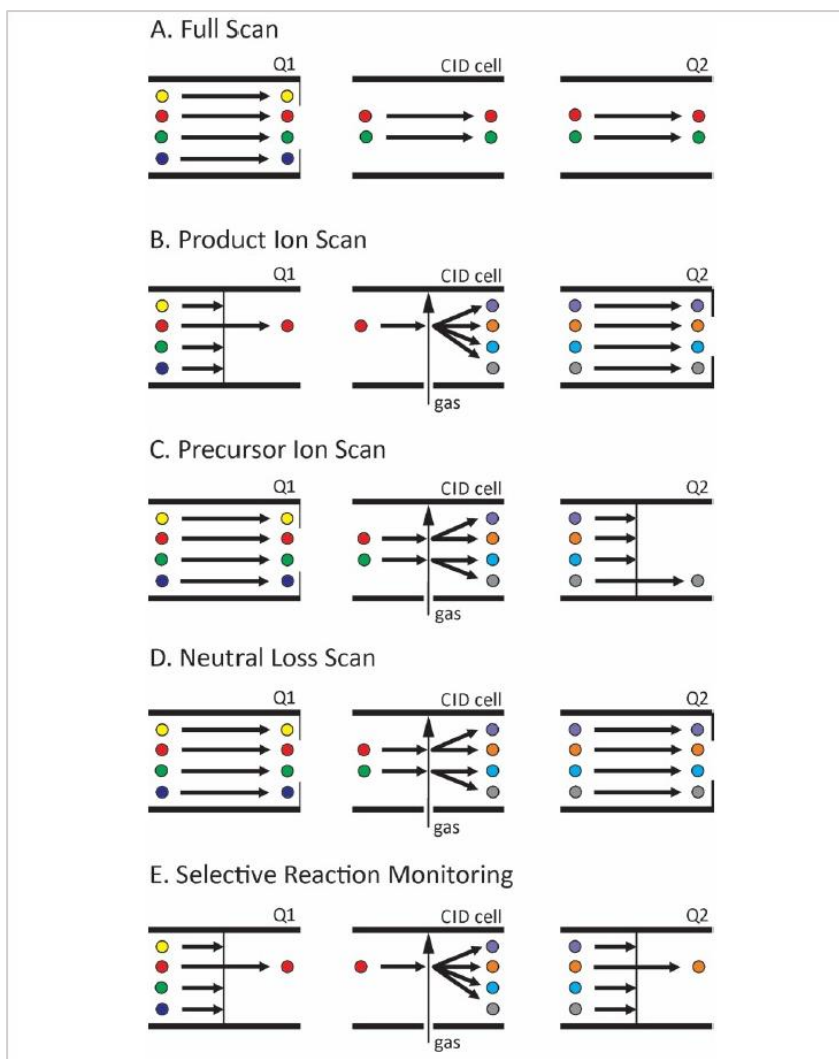 A. Full Scan
Q1 CID cell Q2
B. Product Ion Scan
Q1 CID cell Q2
gas
C. Precursor Ion Scan
Q1 CID cell Q2
gas
D. Neutral Loss Scan
Q1 CID cell Q2
gas
E. Selective Reaction Monitoring
Q1 CID cell Q2
gas